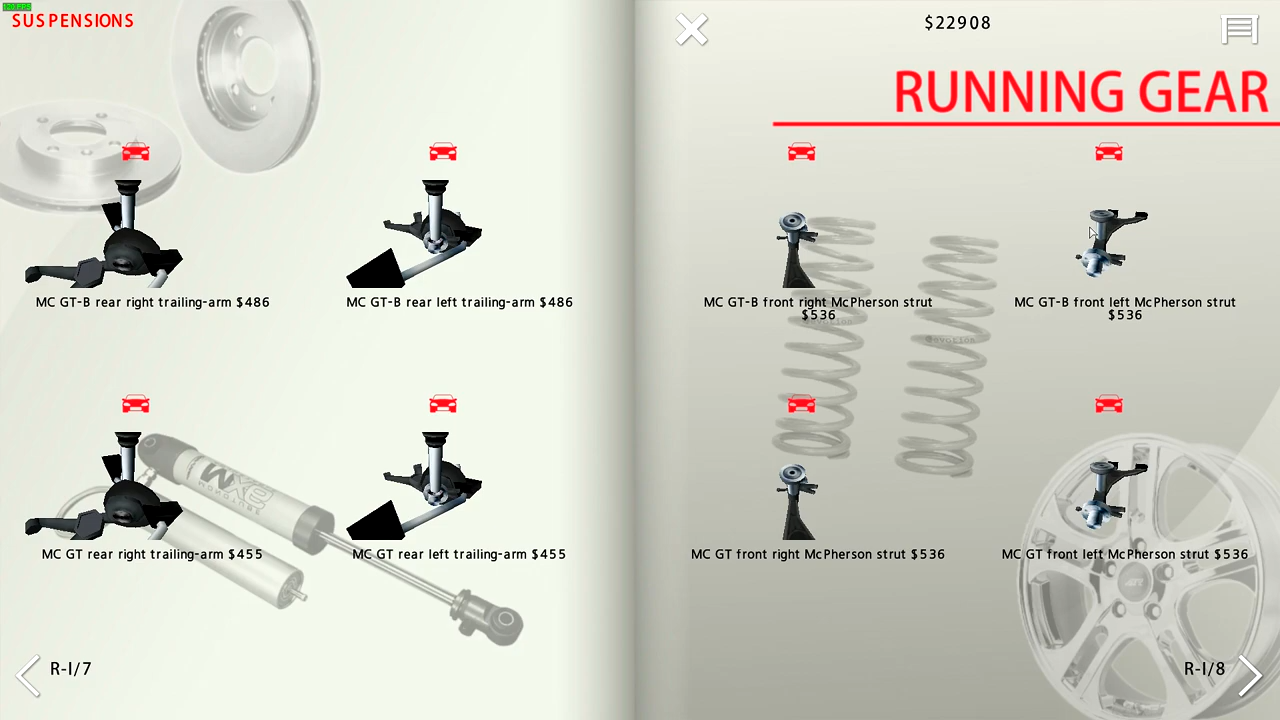 SUSPENSIONS
$22908
RUNNING GEAR
MC GT-B rear right trailing-arm $486
MC GT-B rear left trailing-arm $486
MC GT-B front right McPherson strut
$536
MC GT-B front left McPherson strut
$536
MC GT rear right trailing-arm $455
MC GT rear left trailing-arm $455
MC GT front right McPherson strut $536
MC GT front left McPherson strut $536
R-I/7
R-I/8